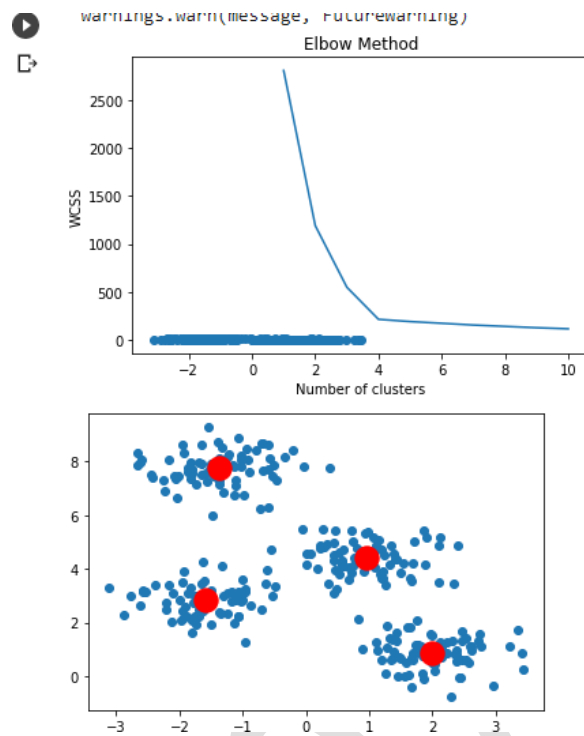 warnings.warn(message, FutureWarning)
Elbow Method
2500
2000
1500
1000
500
0
WCSS
−2 0 2 4 6 8 10
Number of clusters
8
6
4
2
0
−3 −2 −1 0 1 2 3